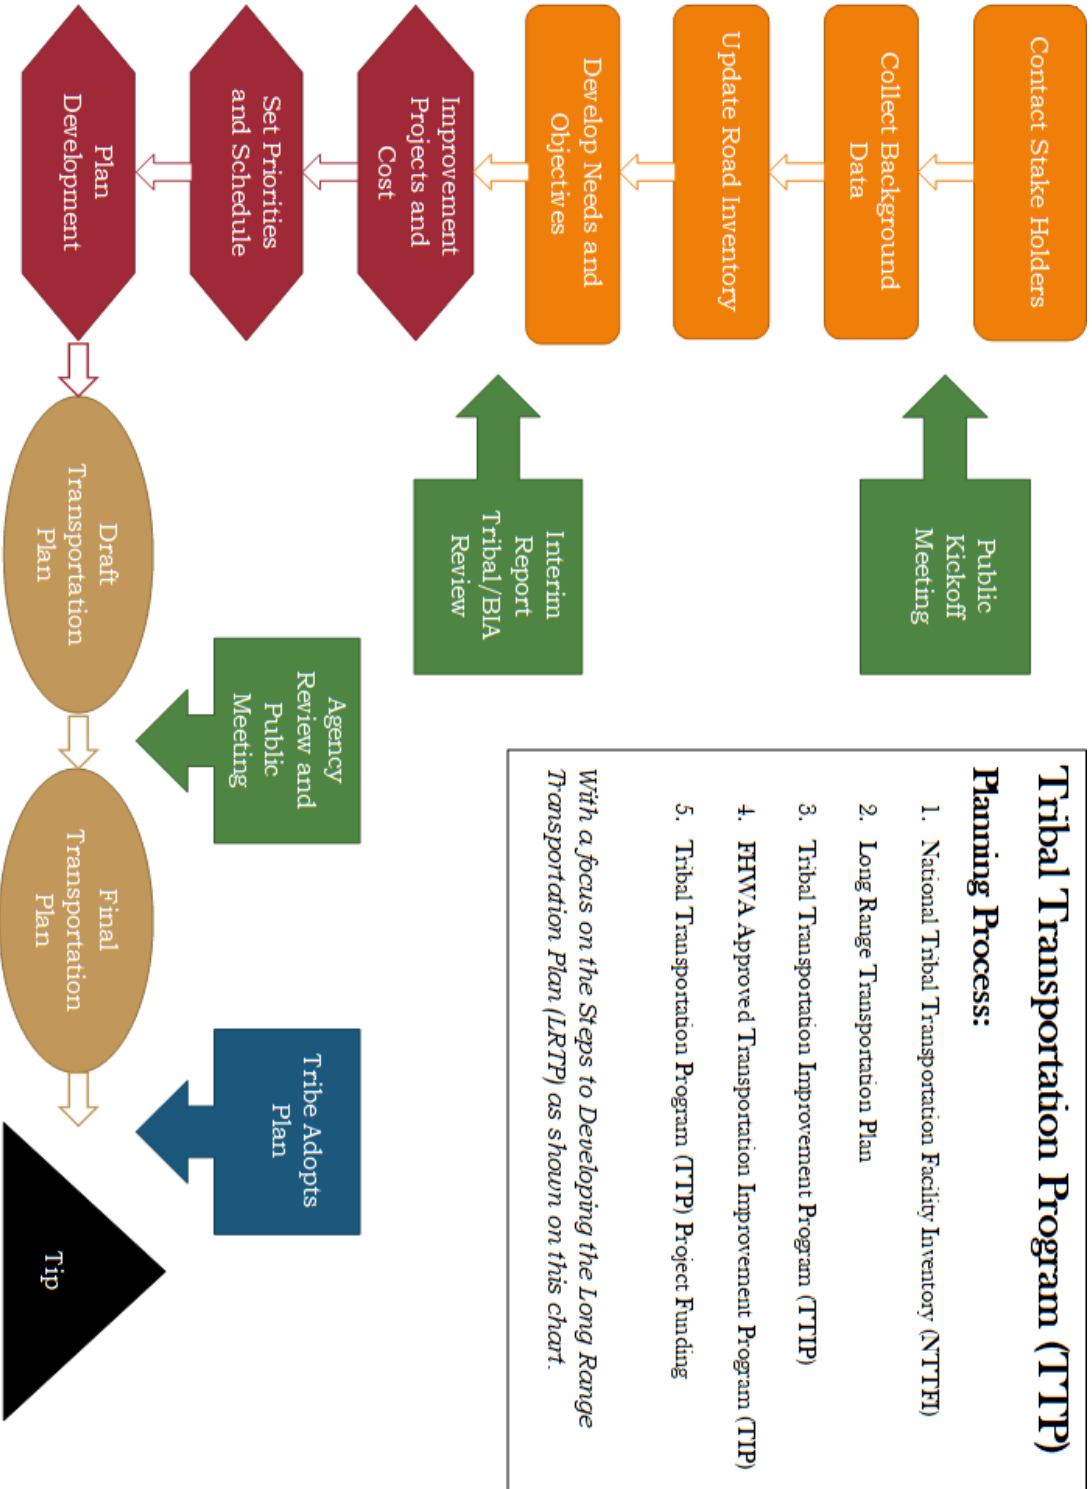 Contact Stake Holders
Collect Background
Data
Update Road Inventory
Develop Needs and
Objectives
Improvement
Projects and
Cost
Set Priorities
and Schedule
Plan
Development
Public
Kickoff
Meeting
Interim
Report
Tribal/BIA
Review
Draft
Transportation
Plan
Agency
Review and
Public
Meeting
Final
Transportation
Plan
Tribe Adopts
Plan
Tip
Tribal Transportation Program (TTP)
Planning Process:
1. National Tribal Transportation Facility Inventory (NTTFI)
2. Long Range Transportation Plan
3. Tribal Transportation Improvement Program (TTIP)
4. FHWA Approved Transportation Improvement Program (TIP)
5. Tribal Transportation Program (TTP) Project Funding
With a focus on the Steps to Developing the Long Range
Transportation Plan (LRTP) as shown on this chart.